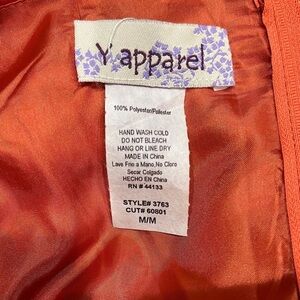 Y apparel
100% Polyester/Poliester
HAND WASH COLD
DO NOT BLEACH
HANG OR LINE DRY
MADE IN China
Lave Frio a Mano, No Cloro
Secar Colgado
HECHO EN China
RN # 44133
STYLE# 3763
CUT# 60801
M/M